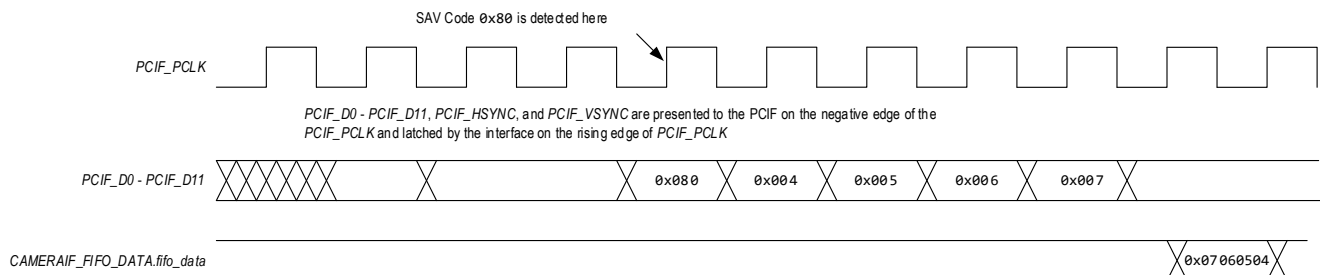 SAV Code 0x80 is detected here
PCIF_PCLK
PCIF_D0 - PCIF_D11, PCIF_HSYNC, and PCIF_VSYNC are presented to the PCIF on the negative edge of the
PCIF_PCLK and latched by the interface on the rising edge of PCIF_PCLK
PCIF_D0 - PCIF_D11 0x080 0x004 0x005 0x006 0x007
CAMERAIF_FIFO_DATA.fifo_data 0x07060504